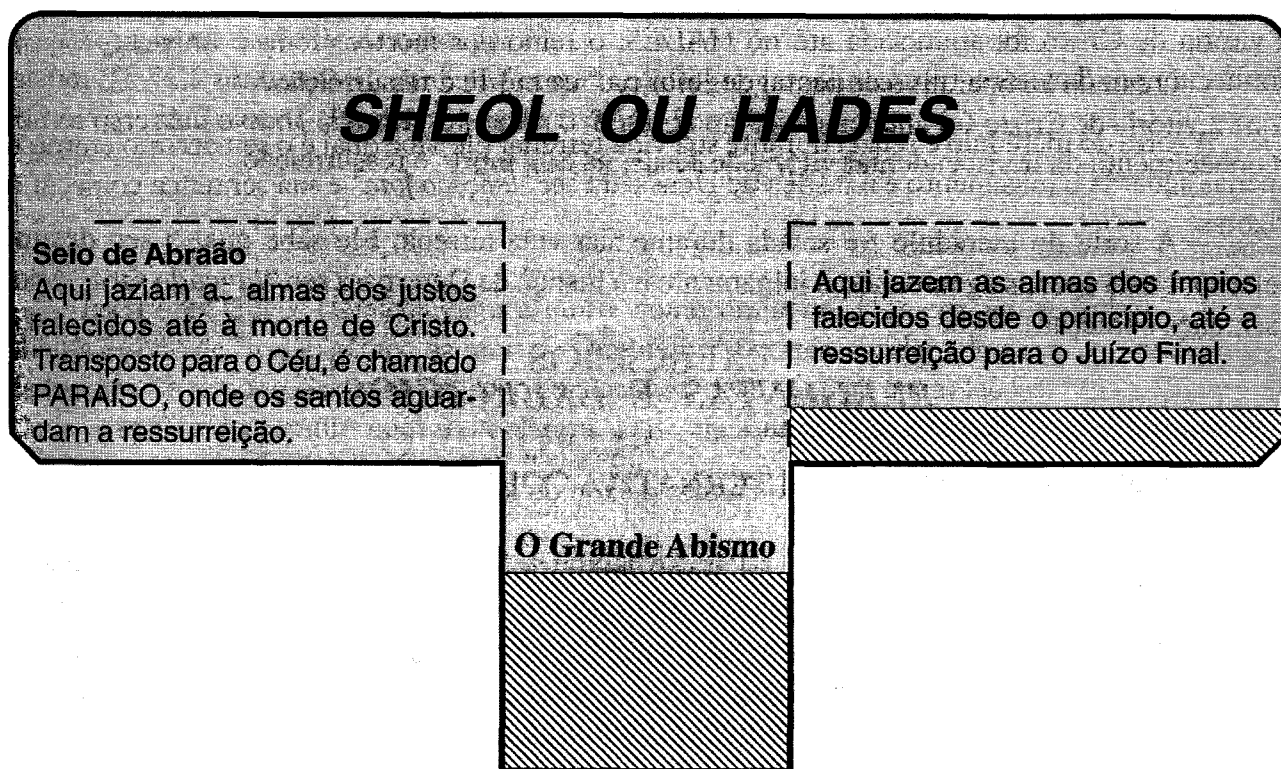 SHEOL OU HADES
Seio de Abraão
Aqui jaziam a almas dos justos
falecidos até à morte de Cristo.
Transposto para o Céu, é chamado
PARAÍSO, onde os santos aguar-
dam a ressurreição.
Aqui jazem as almas dos ímpios
falecidos desde o princípio, até a
ressurreição para o Juízo Final.
O Grande Abismo